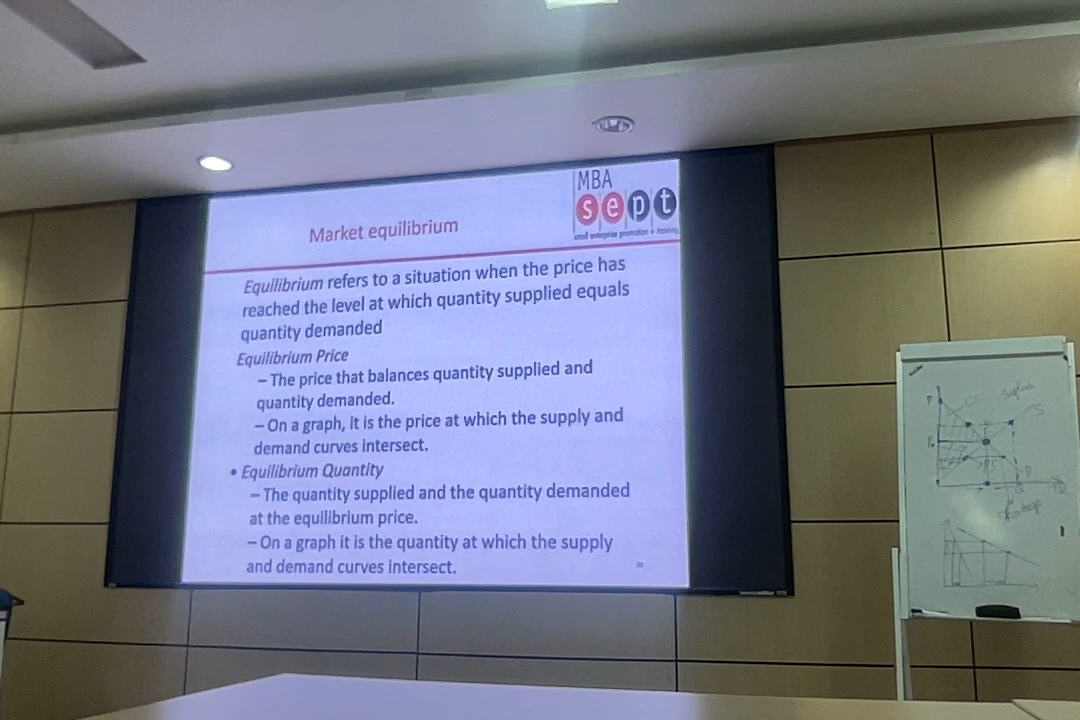 MBA
sept
small enterprise promotion + training
Market equilibrium
Equilibrium refers to a situation when the price has
reached the level at which quantity supplied equals
quantity demanded
Equilibrium Price
– The price that balances quantity supplied and
quantity demanded.
– On a graph, it is the price at which the supply and
demand curves intersect.
• Equilibrium Quantity
– The quantity supplied and the quantity demanded
at the equilibrium price.
– On a graph it is the quantity at which the supply
and demand curves intersect.
P
CS
Surplus
S
E
D
Shortage